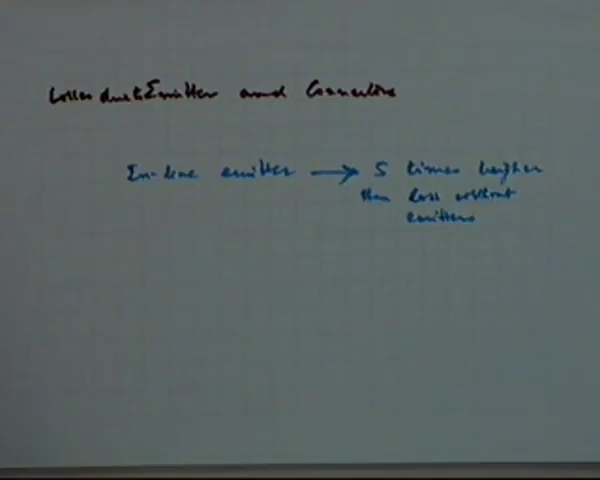 Losses due to Emitter and Connectors
In-line emitter → 5 times higher
than loss without
emitters